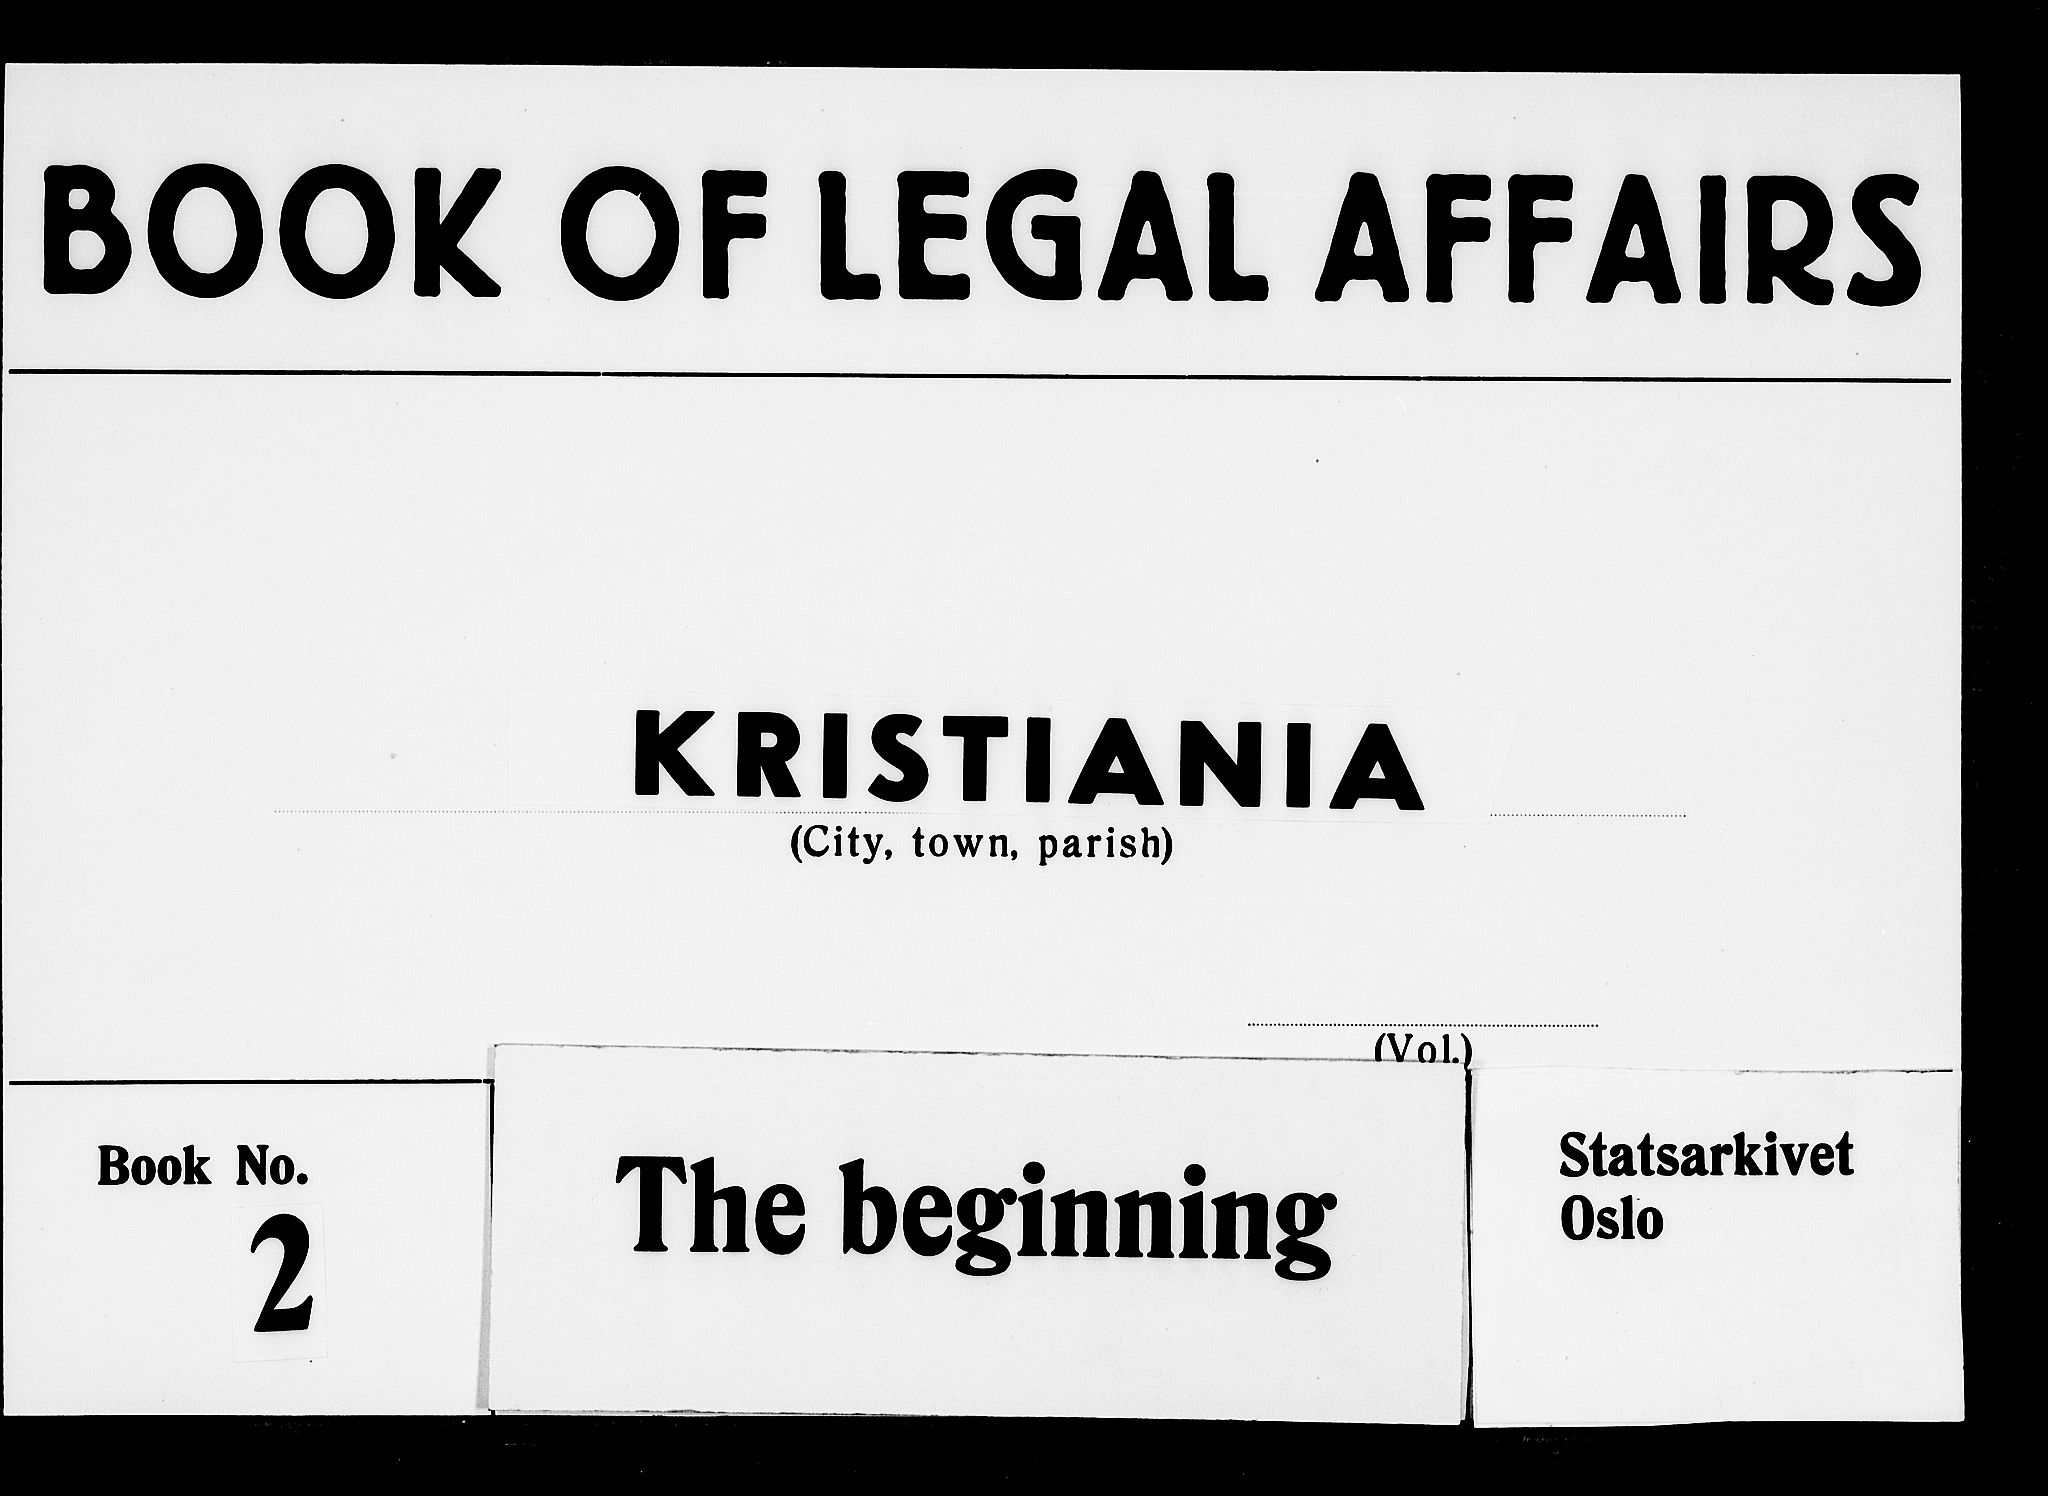 BOOK OF LEGAL AFFAIRS
KRISTIANIA
(City, town, parish)
(Vol.)
Book No.
2
The beginning
Statsarkivet
Oslo